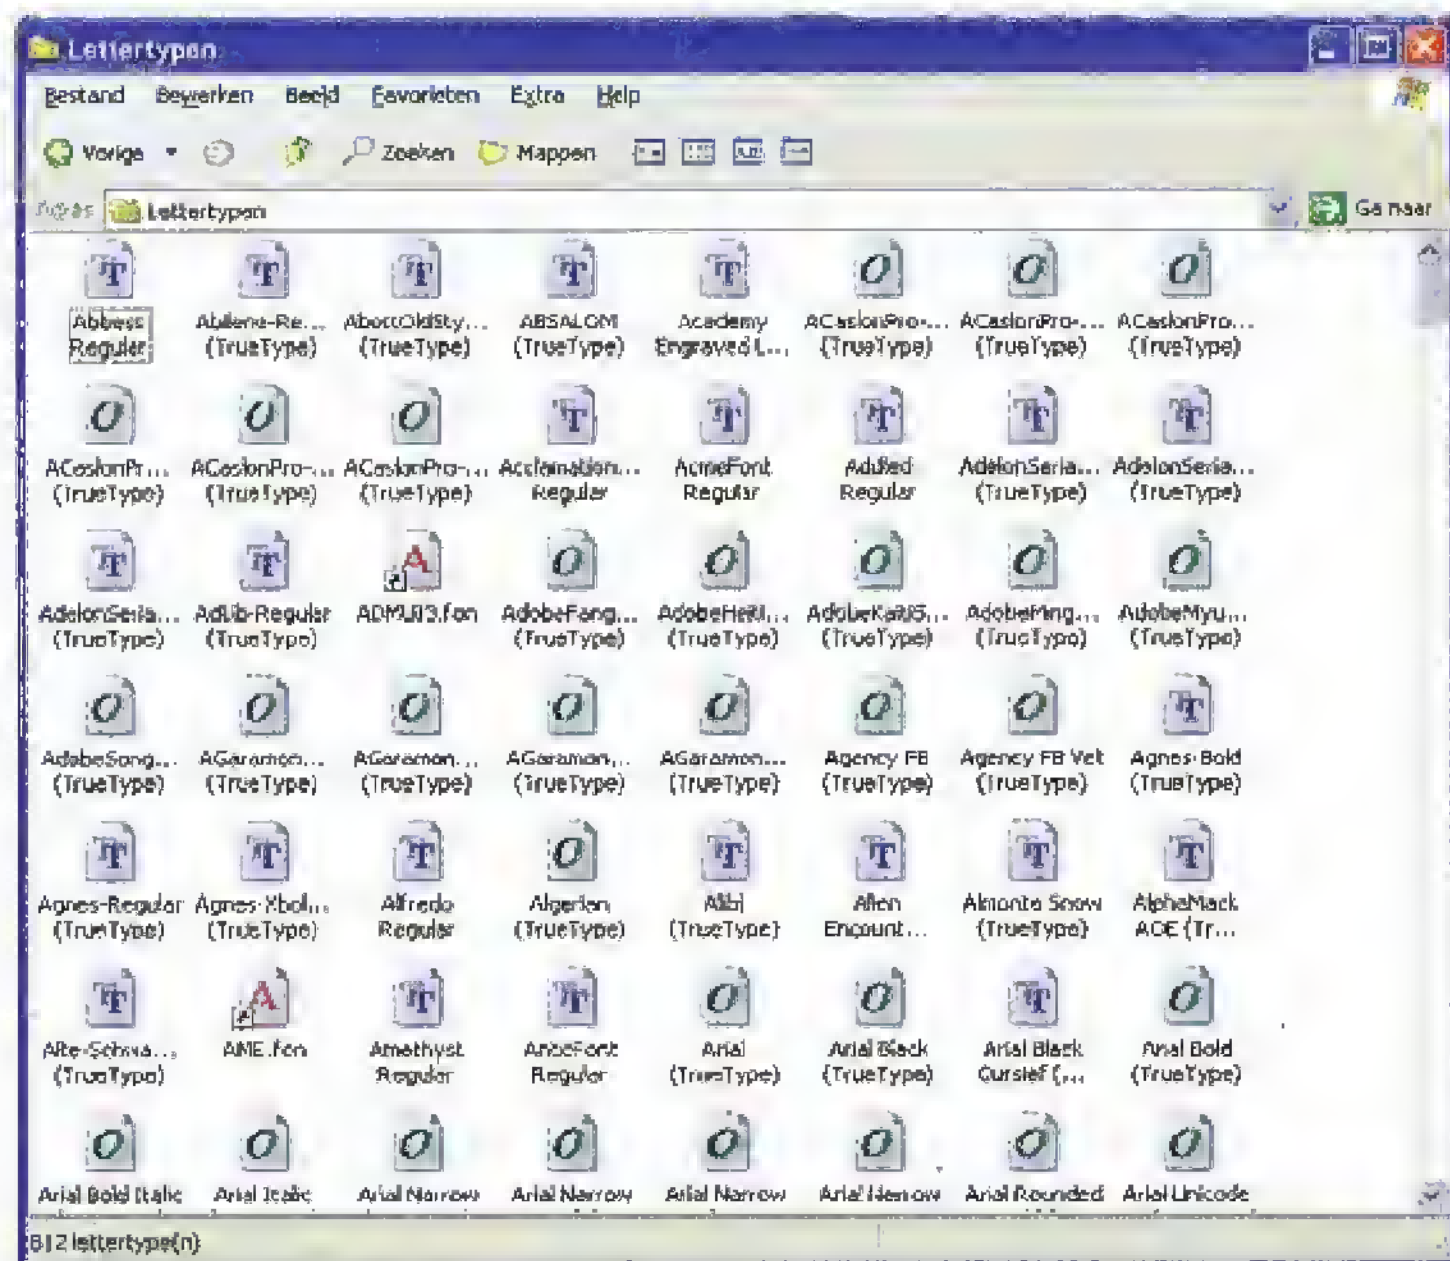 Lettertypen
Bestand Bewerken Beeld Favorieten Extra Help
Vorige Zoeken Mappen
Adres Lettertypen Ga naar
Abbess Abilene-Re... AbottOldSty... ABSALOM Academy ACaslonPro-... ACaslonPro-... ACaslonPro...
Regular (TrueType) (TrueType) (TrueType) Engraved (... (TrueType) (TrueType) (TrueType)
ACaslonPr... ACaslonPro-... ACaslonPro-... Acclamation... AcmeFont Addled AdelonSeria... AdelonSeria...
(TrueType) (TrueType) (TrueType) Regular Regular Regular (TrueType) (TrueType)
AdelonSeria... AdLib-Regular ADMUI3.fon AdobeFang... AdobeHeiti... AdobeMing... AdobeMyu...
(TrueType) (TrueType) (TrueType) (TrueType) (TrueType) (TrueType) (TrueType)
AdobeSong... AGaramon... AGaramon... AGaramon... AGaramon... Agency FB Agency FB Vet Agnes-Bold
(TrueType) (TrueType) (TrueType) (TrueType) (TrueType) (TrueType) (TrueType) (TrueType)
Agnes-Regular Agnes-Xbol... Alfredo Algerian Alibi Alien Almonte Snow AlphaMack
(TrueType) (TrueType) Regular (TrueType) (TrueType) Encount... (TrueType) AOE (Tr...
Alte-Schwa... AME.fon Amethyst Arial Arial Black Arial Black Arial Bold
(TrueType) Regular Regular (TrueType) (TrueType) Cursief (... (TrueType)
Arial Bold Italic Arial Italic Arial Narrow Arial Narrow Arial Narrow Arial Narrow Arial Rounded Arial Unicode
812 lettertype(n)